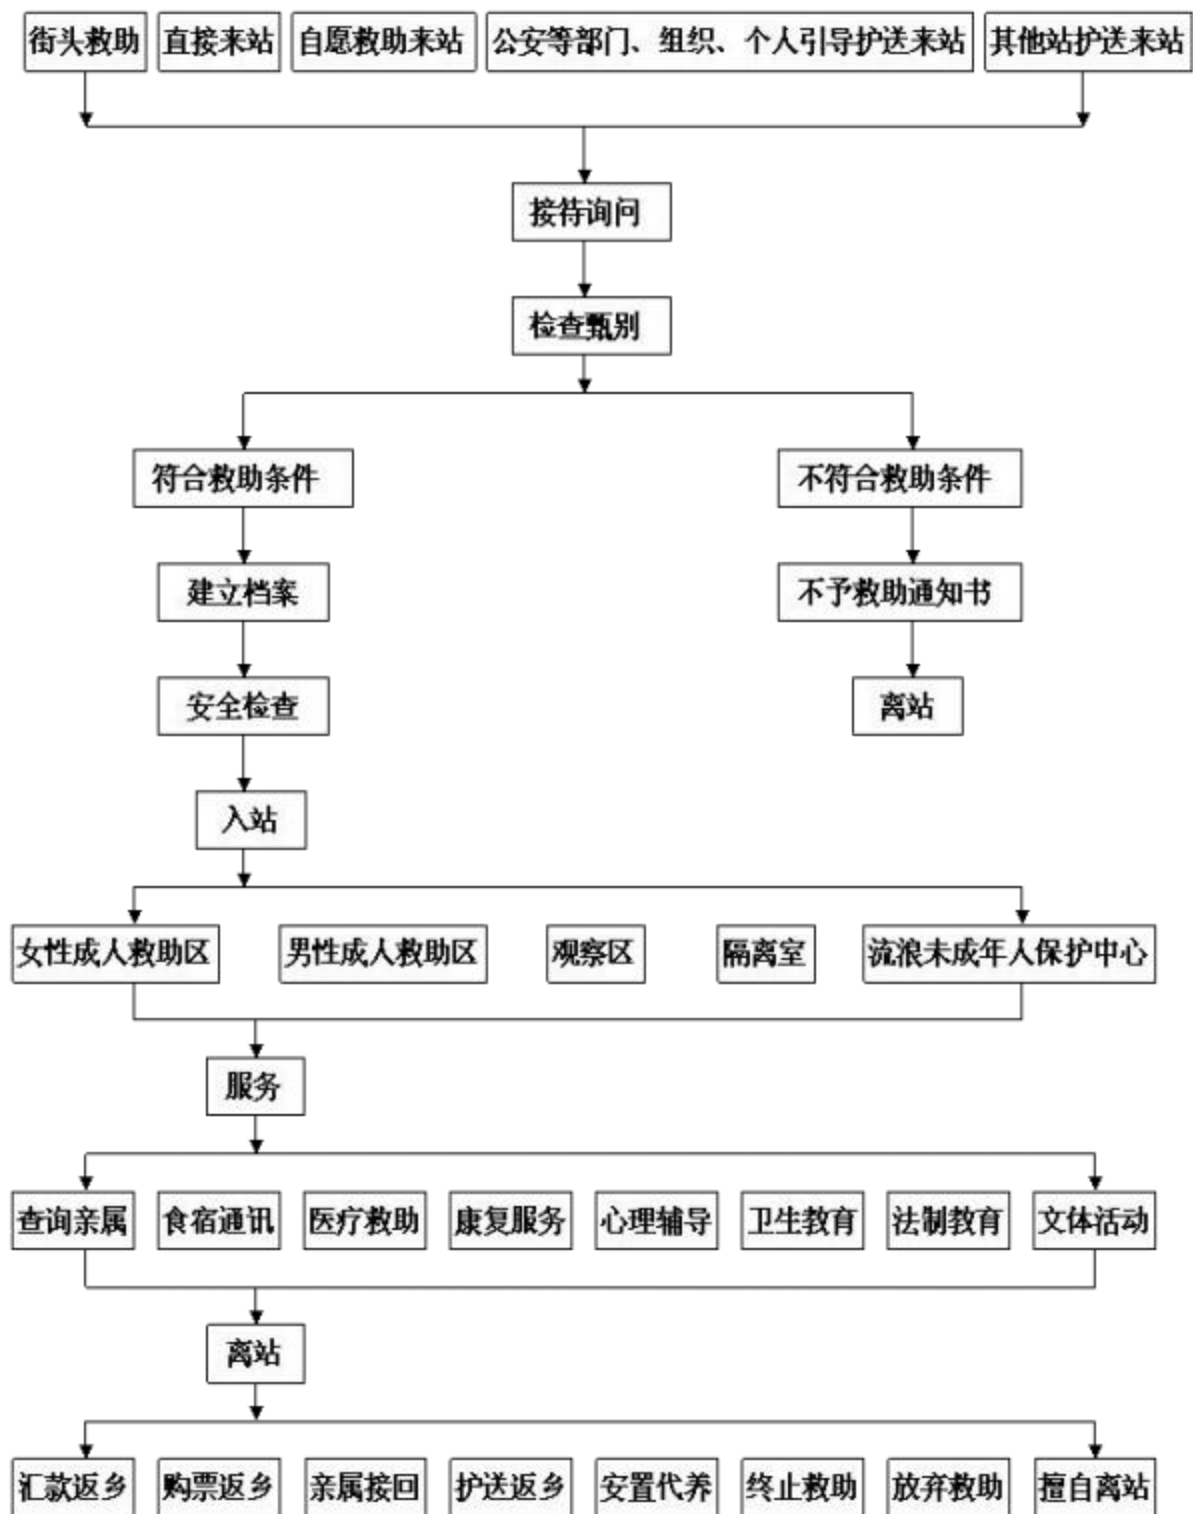 街头救助 直接来站 自愿救助来站 公安等部门、组织、个人引导护送来站 其他站护送来站
接待询问
检查甄别
符合救助条件 不符合救助条件
建立档案 不予救助通知书
安全检查 离站
入站
女性成人救助区 男性成人救助区 观察区 隔离室 流浪未成年人保护中心
服务
查询亲属 食宿通讯 医疗救助 康复服务 心理辅导 卫生教育 法制教育 文体活动
离站
汇款返乡 购票返乡 亲属接回 护送返乡 安置代养 终止救助 放弃救助 擅自离站